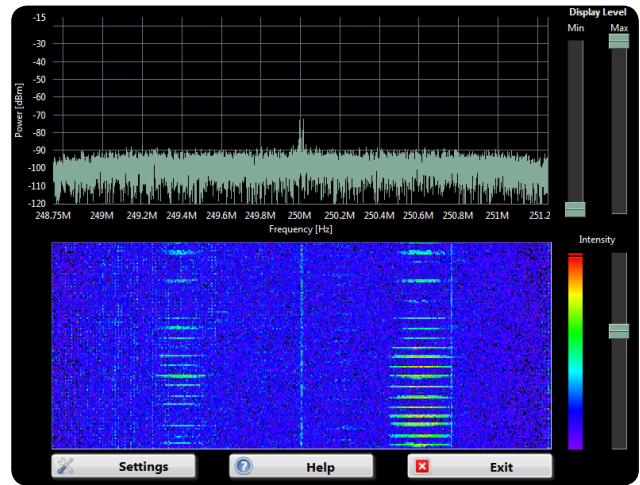 Display Level
Min Max
-15
-30
-40
-50
-60
-70
-80
-90
-100
-110
-120
Power [dBm]
248.75M 249M 249.2M 249.4M 249.6M 249.8M 250M 250.2M 250.4M 250.6M 250.8M 251M 251.2
Frequency [Hz]
Intensity
Settings Help Exit